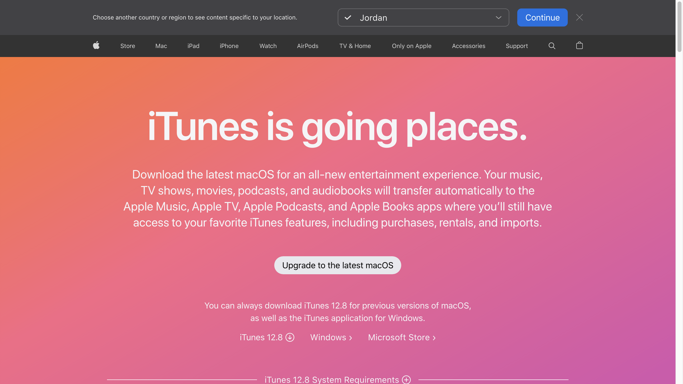 Choose another country or region to see content specific to your location.
Jordan
Continue
Store Mac iPad iPhone Watch AirPods TV & Home Only on Apple Accessories Support
iTunes is going places.
Download the latest macOS for an all-new entertainment experience. Your music,
TV shows, movies, podcasts, and audiobooks will transfer automatically to the
Apple Music, Apple TV, Apple Podcasts, and Apple Books apps where you’ll still have
access to your favorite iTunes features, including purchases, rentals, and imports.
Upgrade to the latest macOS
You can always download iTunes 12.8 for previous versions of macOS,
as well as the iTunes application for Windows.
iTunes 12.8 Windows › Microsoft Store ›
iTunes 12.8 System Requirements